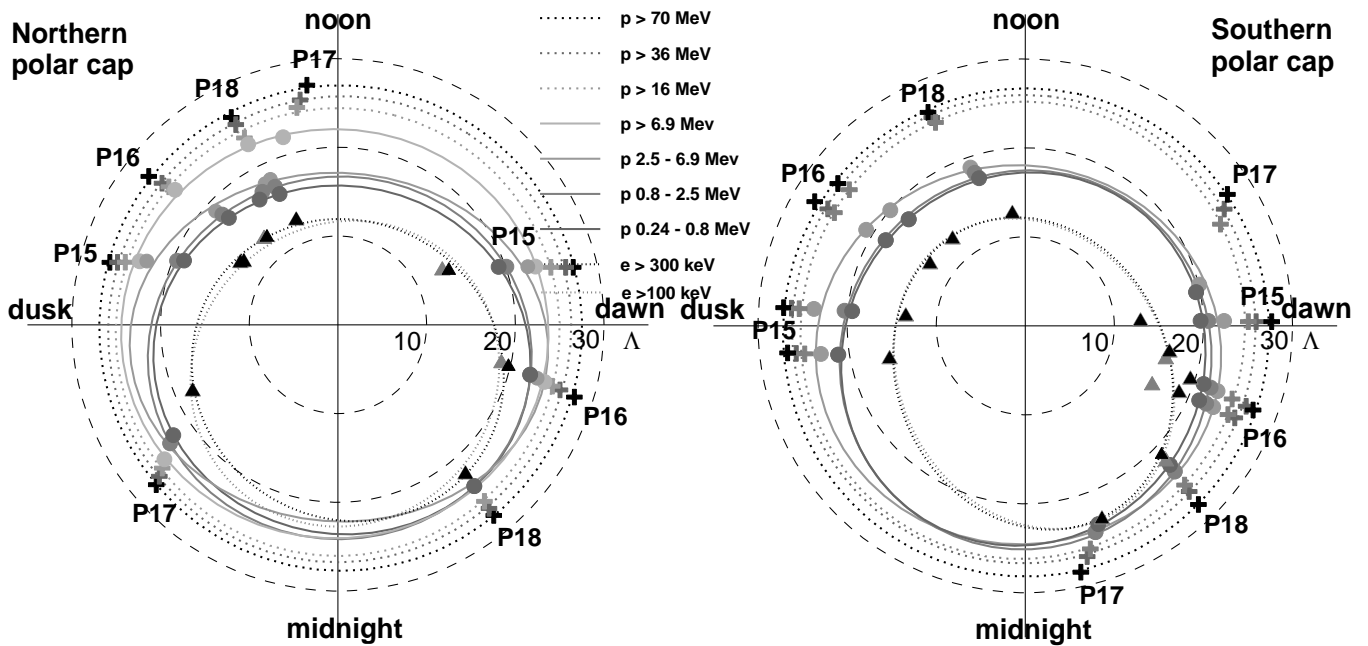 Northern
polar cap
noon
P17
P18
P16
P15
P15
dusk
dawn
10
20
30
Λ
P16
P17
P18
midnight
p > 70 MeV
p > 36 MeV
p > 16 MeV
p > 6.9 Mev
p 2.5 - 6.9 Mev
p 0.8 - 2.5 MeV
p 0.24 - 0.8 MeV
e > 300 keV
e >100 keV
Southern
polar cap
noon
P18
P16
P17
dusk
P15
P15
dawn
10
20
30
Λ
P16
P18
P17
midnight